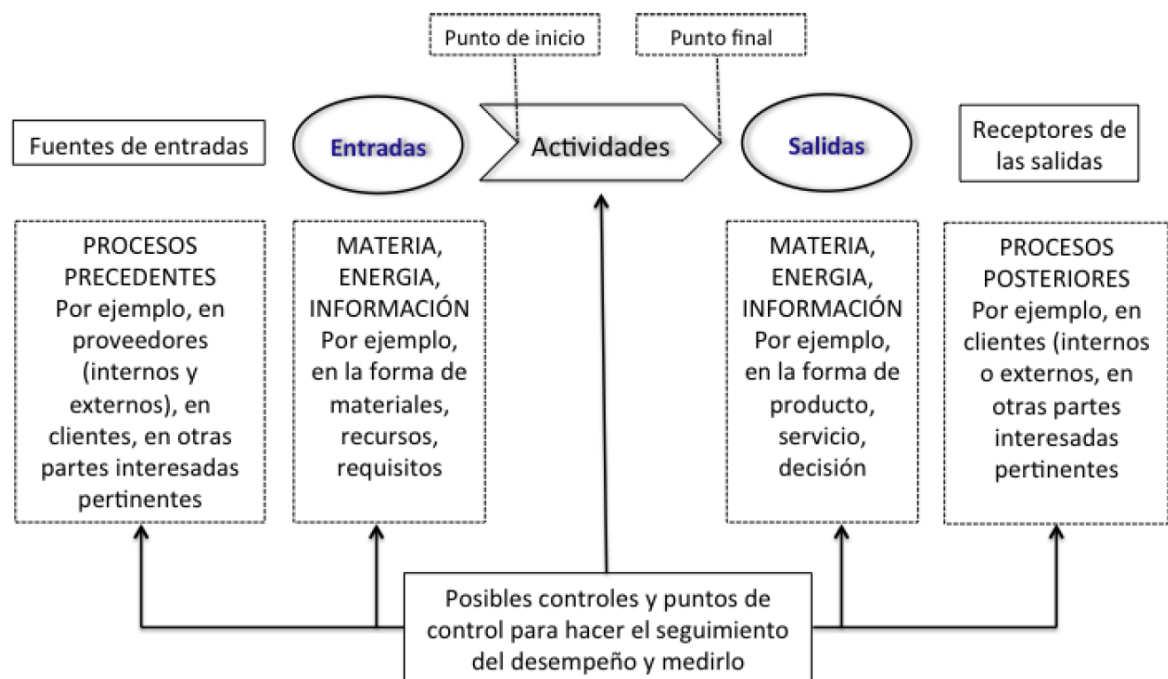 Punto de inicio
Punto final
Fuentes de entradas
Entradas
Actividades
Salidas
Receptores de
las salidas
PROCESOS
PRECEDENTES
Por ejemplo, en
proveedores
(internos y
externos), en
clientes, en otras
partes interesadas
pertinentes
MATERIA,
ENERGIA,
INFORMACIÓN
Por ejemplo,
en la forma de
materiales,
recursos,
requisitos
MATERIA,
ENERGIA,
INFORMACIÓN
Por ejemplo,
en la forma de
producto,
servicio,
decisión
PROCESOS
POSTERIORES
Por ejemplo, en
clientes (internos
o externos, en
otras partes
interesadas
pertinentes
Posibles controles y puntos de
control para hacer el seguimiento
del desempeño y medirlo